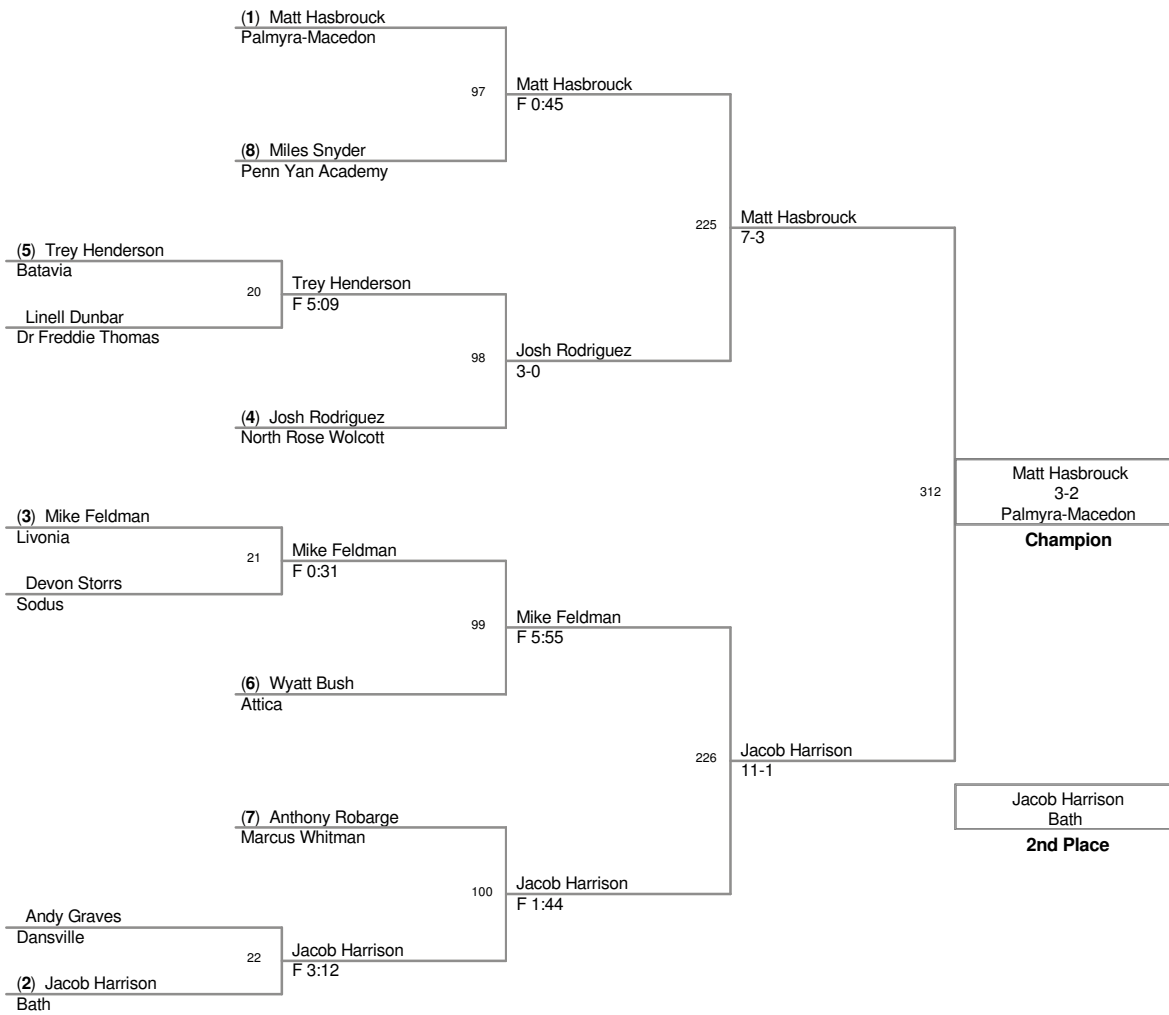 (1) Matt Hasbrouck
Palmyra-Macedon
97
Matt Hasbrouck
F 0:45
(8) Miles Snyder
Penn Yan Academy
225
Matt Hasbrouck
7-3
(5) Trey Henderson
Batavia
20
Trey Henderson
F 5:09
Linell Dunbar
Dr Freddie Thomas
98
Josh Rodriguez
3-0
(4) Josh Rodriguez
North Rose Wolcott
312
Matt Hasbrouck
3-2
Palmyra-Macedon
Champion
(3) Mike Feldman
Livonia
21
Mike Feldman
F 0:31
Devon Storrs
Sodus
99
Mike Feldman
F 5:55
(6) Wyatt Bush
Attica
226
Jacob Harrison
11-1
(7) Anthony Robarge
Marcus Whitman
100
Jacob Harrison
F 1:44
Andy Graves
Dansville
22
Jacob Harrison
F 3:12
(2) Jacob Harrison
Bath
Jacob Harrison
Bath
2nd Place